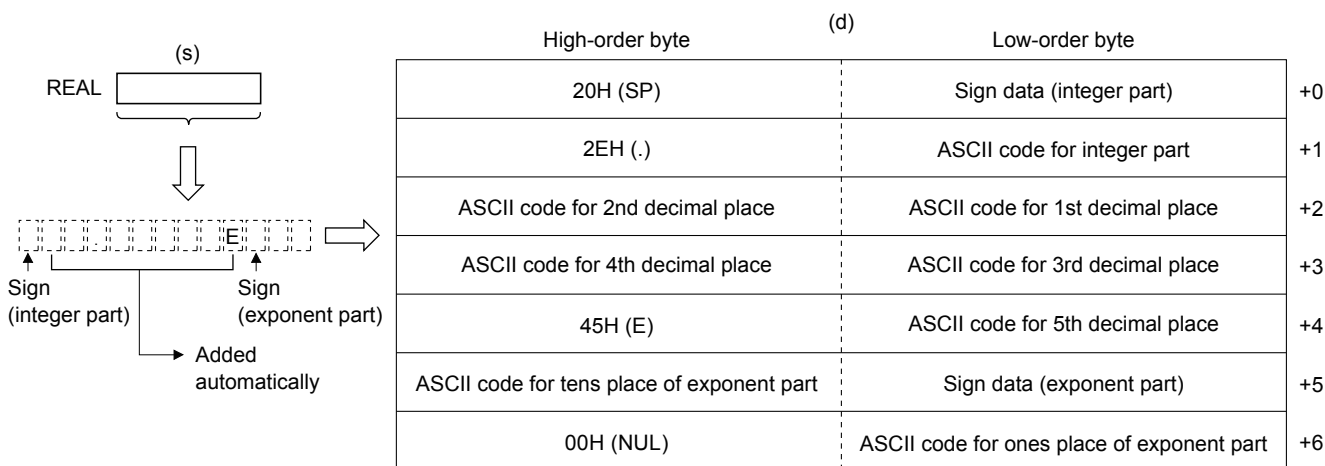 (d)
High-order byte Low-order byte
(s)
REAL
20H (SP) Sign data (integer part) +0
2EH (.) ASCII code for integer part +1
ASCII code for 2nd decimal place ASCII code for 1st decimal place +2
. E
ASCII code for 4th decimal place ASCII code for 3rd decimal place +3
Sign Sign
(integer part) (exponent part)
45H (E) ASCII code for 5th decimal place +4
Added
automatically
ASCII code for tens place of exponent part Sign data (exponent part) +5
00H (NUL) ASCII code for ones place of exponent part +6